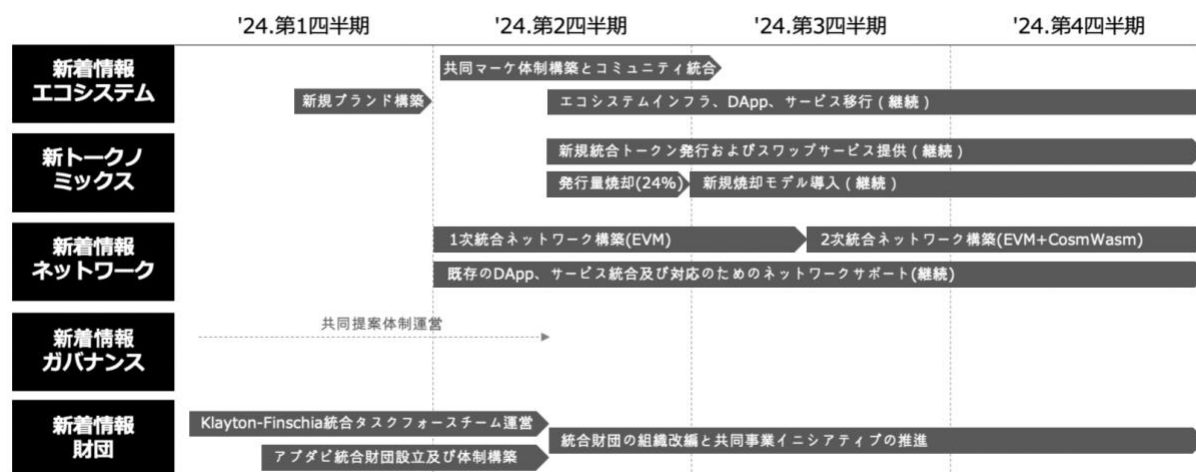 '24.第1四半期
'24.第2四半期
'24.第3四半期
'24.第4四半期
新着情報
エコシステム
共同マーケ体制構築とコミュニティ統合
新規ブランド構築
エコシステムインフラ、DApp、サービス移行 ( 継続 )
新トークノ
ミックス
新規統合トークン発行およびスワップサービス提供 ( 継続 )
発行量焼却(24%)
新規焼却モデル導入 ( 継続 )
新着情報
ネットワーク
1次統合ネットワーク構築(EVM)
2次統合ネットワーク構築(EVM+CosmWasm)
既存のDApp、サービス統合及び対応のためのネットワークサポート(継続)
新着情報
ガバナンス
共同提案体制運営
新着情報
財団
Klayton-Finschia統合タスクフォースチーム運営
統合財団の組織改編と共同事業イニシアティブの推進
アブダビ統合財団設立及び体制構築